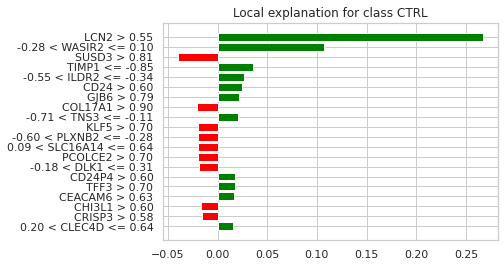 Local explanation for class CTRL
LCN2 > 0.55
-0.28 < WASIR2 <= 0.10
SUSD3 > 0.81
TIMP1 <= -0.85
-0.55 < ILDR2 <= -0.34
CD24 > 0.60
GJB6 > 0.79
COL17A1 > 0.90
-0.71 < TNS3 <= -0.11
KLF5 > 0.70
-0.60 < PLXNB2 <= -0.28
0.09 < SLC16A14 <= 0.64
PCOLCE2 > 0.70
-0.18 < DLK1 <= 0.31
CD24P4 > 0.60
TFF3 > 0.70
CEACAM6 > 0.63
CHI3L1 > 0.60
CRISP3 > 0.58
0.20 < CLEC4D <= 0.64
−0.05 0.00 0.05 0.10 0.15 0.20 0.25